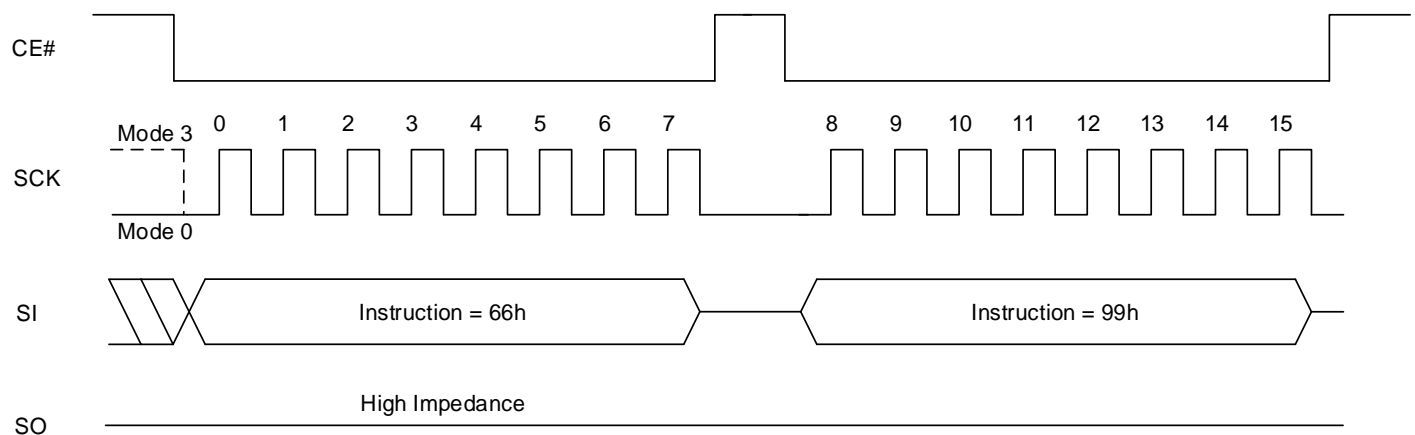 CE#
Mode 3
0 1 2 3 4 5 6 7 8 9 10 11 12 13 14 15
SCK
Mode 0
SI
Instruction = 66h
Instruction = 99h
High Impedance
SO